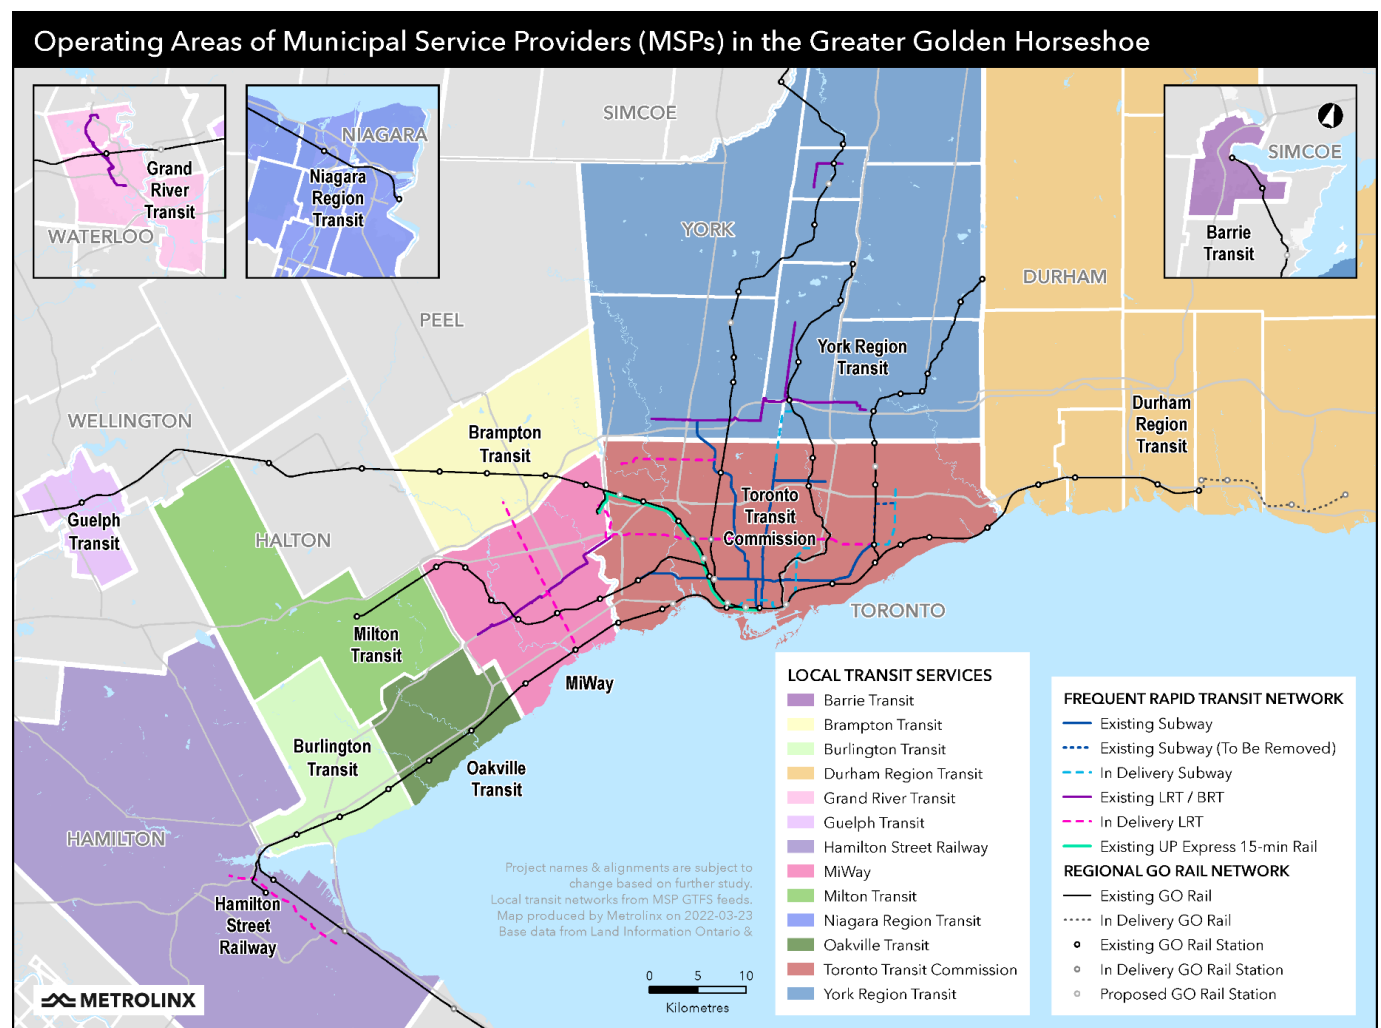 Operating Areas of Municipal Service Providers (MSPs) in the Greater Golden Horseshoe
Grand
River
Transit
WATERLOO
NIAGARA
Niagara
Region
Transit
SIMCOE
YORK
DURHAM
SIMCOE
Barrie
Transit
PEEL
York Region
Transit
WELLINGTON
Brampton
Transit
Durham
Region
Transit
Guelph
Transit
HALTON
Toronto
Transit
Commission
TORONTO
Milton
Transit
MiWay
Burlington
Transit
Oakville
Transit
HAMILTON
Hamilton
Street
Railway
LOCAL TRANSIT SERVICES
Barrie Transit
Brampton Transit
Burlington Transit
Durham Region Transit
Grand River Transit
Guelph Transit
Hamilton Street Railway
MiWay
Milton Transit
Niagara Region Transit
Oakville Transit
Toronto Transit Commission
York Region Transit
FREQUENT RAPID TRANSIT NETWORK
Existing Subway
Existing Subway (To Be Removed)
In Delivery Subway
Existing LRT / BRT
In Delivery LRT
Existing UP Express 15-min Rail
REGIONAL GO RAIL NETWORK
Existing GO Rail
In Delivery GO Rail
Existing GO Rail Station
In Delivery GO Rail Station
Proposed GO Rail Station
Project names & alignments are subject to
change based on further study.
Local transit networks from MSP GTFS feeds.
Map produced by Metrolinx on 2022-03-23
Base data from Land Information Ontario &
0 5 10
Kilometres
METROLINX